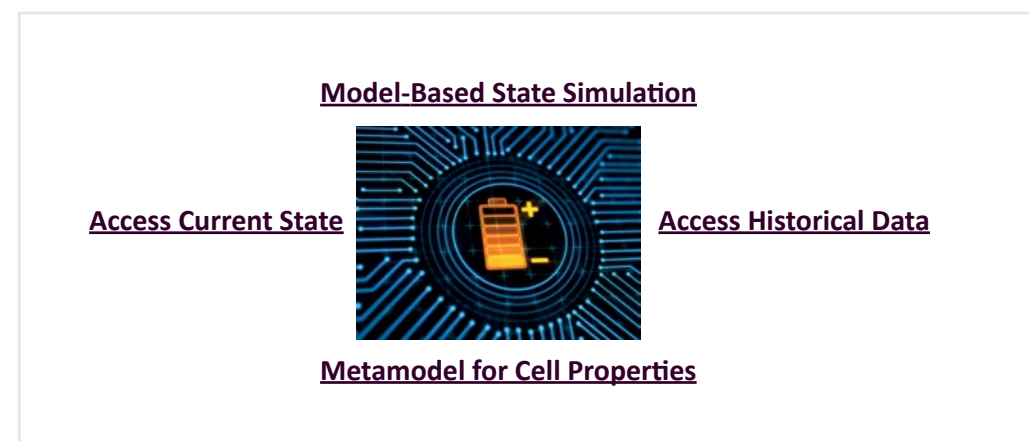 Model-Based State Simulation
Access Current State
Access Historical Data
Metamodel for Cell Properties